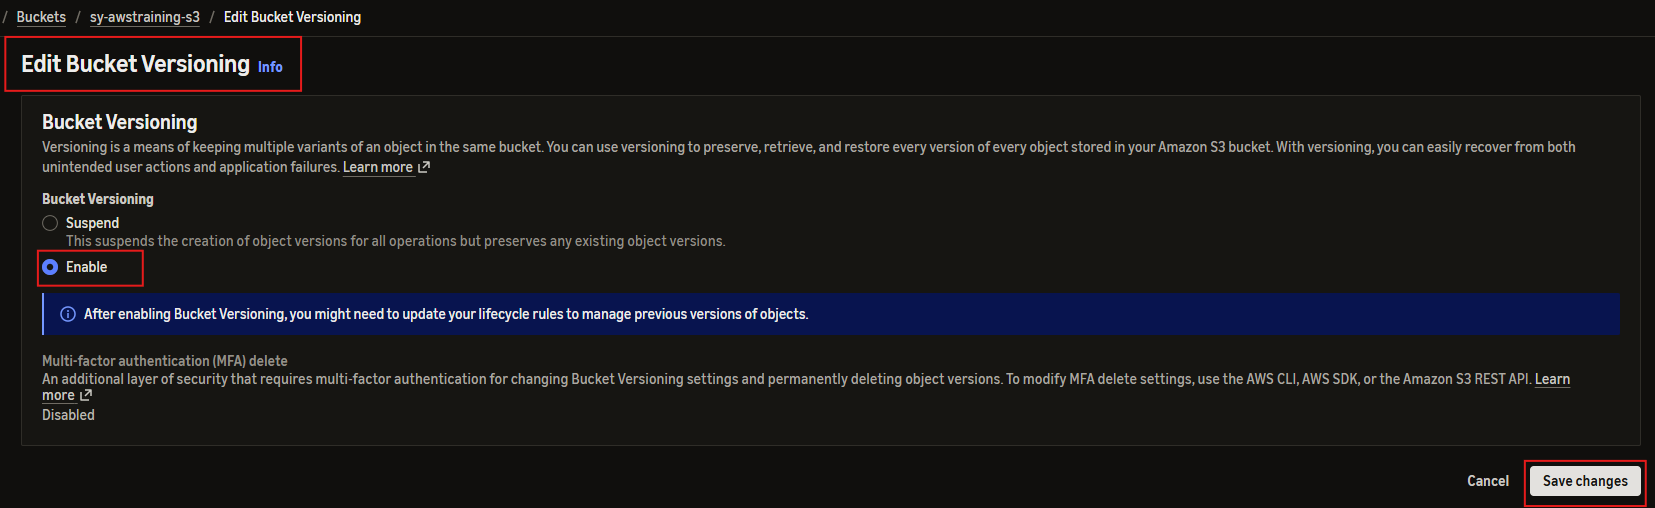 / Buckets / sy-awstraining-s3 / Edit Bucket Versioning
Edit Bucket Versioning Info
Bucket Versioning
Versioning is a means of keeping multiple variants of an object in the same bucket. You can use versioning to preserve, retrieve, and restore every version of every object stored in your Amazon S3 bucket. With versioning, you can easily recover from both
unintended user actions and application failures. Learn more
Bucket Versioning
Suspend
This suspends the creation of object versions for all operations but preserves any existing object versions.
Enable
After enabling Bucket Versioning, you might need to update your lifecycle rules to manage previous versions of objects.
Multi-factor authentication (MFA) delete
An additional layer of security that requires multi-factor authentication for changing Bucket Versioning settings and permanently deleting object versions. To modify MFA delete settings, use the AWS CLI, AWS SDK, or the Amazon S3 REST API. Learn
more
Disabled
Cancel Save changes